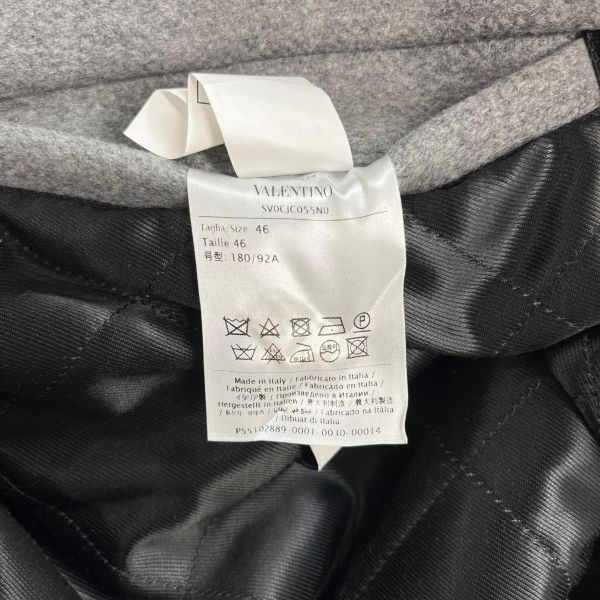 VALENTINO
SV0CJC055N0
Taglia/Size 46
Taille 46
号型: 180/92A
P
Made in Italy / Fabbricato in Italia /
Fabriqué en Italie / Fabricado en Italia /
イタリア製 / Произведено в Италии /
Hergestellt in Italien / 意大利制造 / 義大利製造
/ Fabricado na Itália /
Dibuat di Italia
P55102889-0001-0030-00014